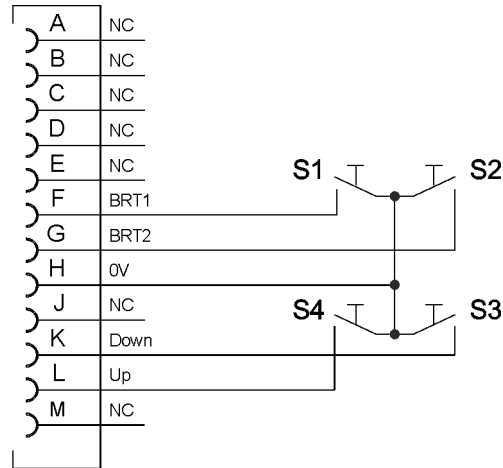 A NC
B NC
C NC
D NC
E NC
S1 S2
F BRT1
G BRT2
H 0V
J NC
S4 S3
K Down
L Up
M NC